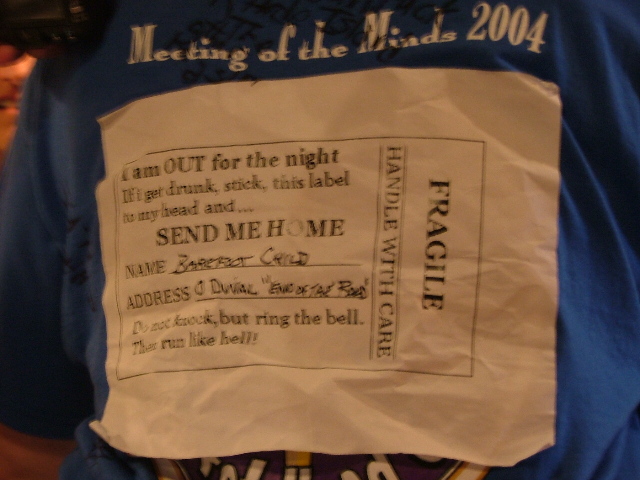 Meeting of the Minds 2004
I am OUT for the night
If i get drunk, stick, this label
to my head and...
SEND ME HOME
NAME BAREFOOT CHILD
ADDRESS 0 DUVAL "END OF THE ROAD"
Do not knock, but ring the bell.
Then run like hell!
HANDLE WITH CARE
FRAGILE